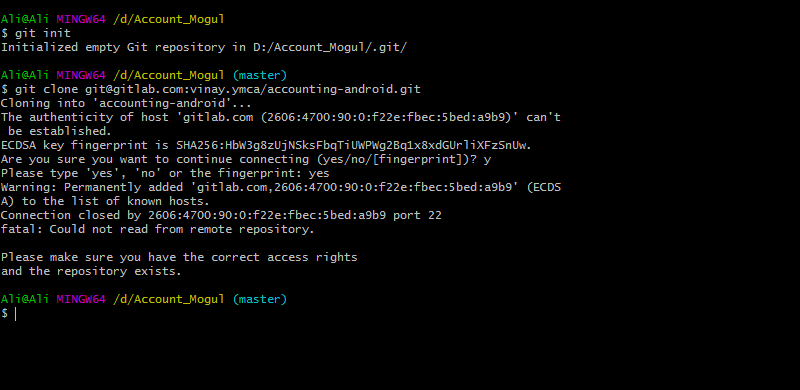 Ali@Ali MINGW64 /d/Account_Mogul
$ git init
Initialized empty Git repository in D:/Account_Mogul/.git/
Ali@Ali MINGW64 /d/Account_Mogul (master)
$ git clone git@gitlab.com:vinay.ymca/accounting-android.git
Cloning into 'accounting-android'...
The authenticity of host 'gitlab.com (2606:4700:90:0:f22e:fbec:5bed:a9b9)' can't
 be established.
ECDSA key fingerprint is SHA256:HbW3g8zUjNSksFbqTiUWPWg2Bq1x8xdGUrliXFzSnUw.
Are you sure you want to continue connecting (yes/no/[fingerprint])? y
Please type 'yes', 'no' or the fingerprint: yes
Warning: Permanently added 'gitlab.com,2606:4700:90:0:f22e:fbec:5bed:a9b9' (ECDS
A) to the list of known hosts.
Connection closed by 2606:4700:90:0:f22e:fbec:5bed:a9b9 port 22
fatal: Could not read from remote repository.
Please make sure you have the correct access rights
and the repository exists.
Ali@Ali MINGW64 /d/Account_Mogul (master)
$